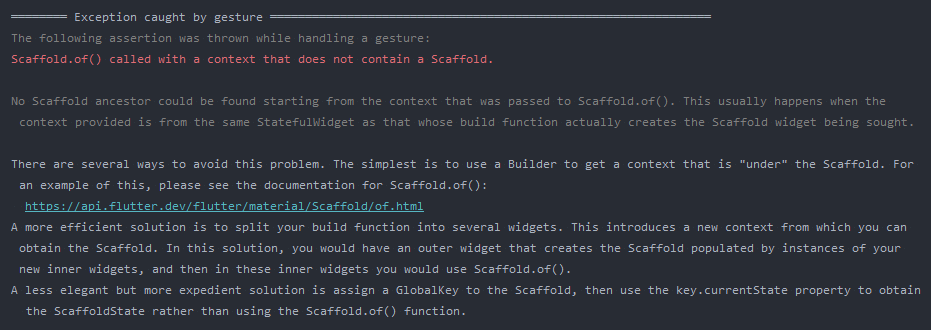 ════════ Exception caught by gesture ═══════════════════════════════════════════════════════════════
The following assertion was thrown while handling a gesture:
Scaffold.of() called with a context that does not contain a Scaffold.
No Scaffold ancestor could be found starting from the context that was passed to Scaffold.of(). This usually happens when the
context provided is from the same StatefulWidget as that whose build function actually creates the Scaffold widget being sought.
There are several ways to avoid this problem. The simplest is to use a Builder to get a context that is "under" the Scaffold. For
an example of this, please see the documentation for Scaffold.of():
https://api.flutter.dev/flutter/material/Scaffold/of.html
A more efficient solution is to split your build function into several widgets. This introduces a new context from which you can
obtain the Scaffold. In this solution, you would have an outer widget that creates the Scaffold populated by instances of your
new inner widgets, and then in these inner widgets you would use Scaffold.of().
A less elegant but more expedient solution is assign a GlobalKey to the Scaffold, then use the key.currentState property to obtain
the ScaffoldState rather than using the Scaffold.of() function.